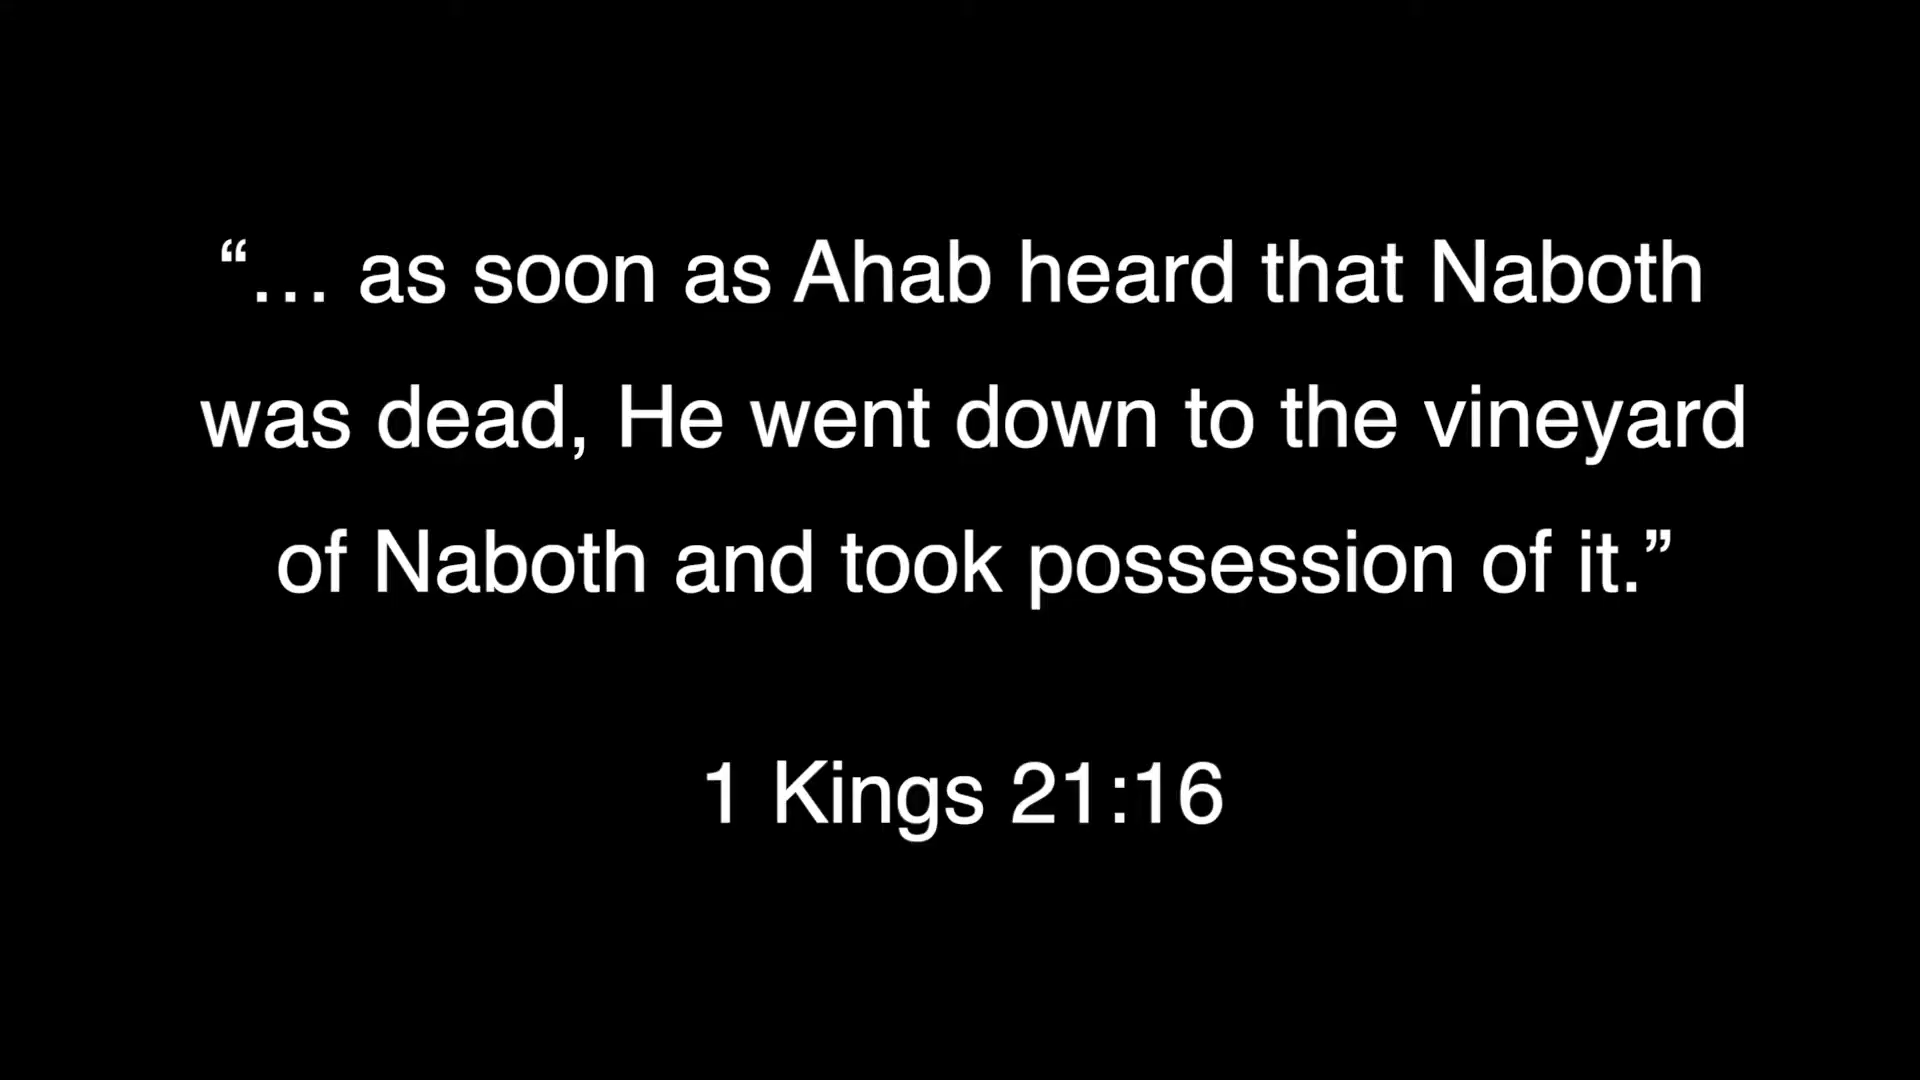 “… as soon as Ahab heard that Naboth
was dead, He went down to the vineyard
of Naboth and took possession of it.”
1 Kings 21:16